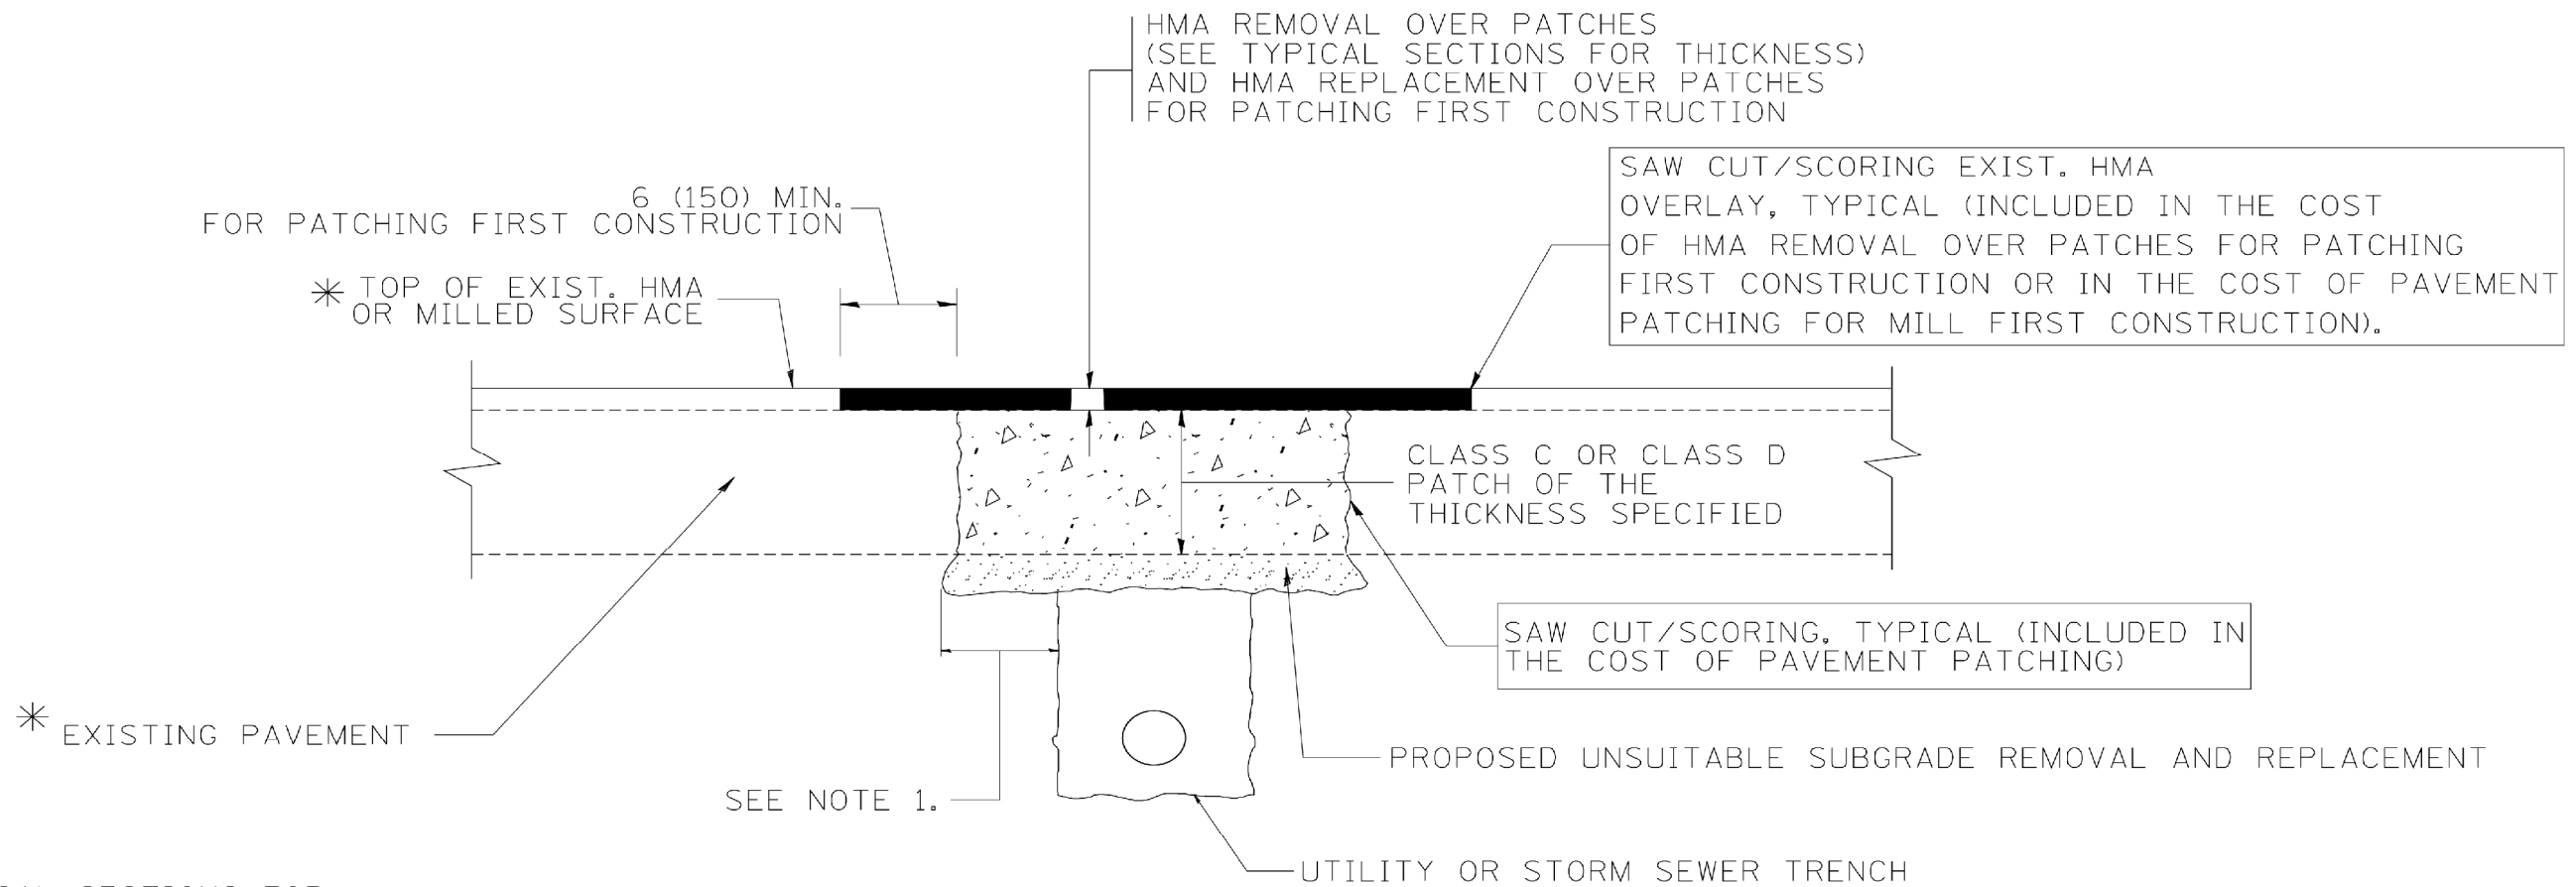 HMA REMOVAL OVER PATCHES
(SEE TYPICAL SECTIONS FOR THICKNESS)
AND HMA REPLACEMENT OVER PATCHES
FOR PATCHING FIRST CONSTRUCTION
SAW CUT/SCORING EXIST. HMA
OVERLAY, TYPICAL (INCLUDED IN THE COST
OF HMA REMOVAL OVER PATCHES FOR PATCHING
FIRST CONSTRUCTION OR IN THE COST OF PAVEMENT
PATCHING FOR MILL FIRST CONSTRUCTION).
6 (150) MIN.
FOR PATCHING FIRST CONSTRUCTION
* TOP OF EXIST. HMA
OR MILLED SURFACE
CLASS C OR CLASS D
PATCH OF THE
THICKNESS SPECIFIED
SAW CUT/SCORING, TYPICAL (INCLUDED IN
THE COST OF PAVEMENT PATCHING)
* EXISTING PAVEMENT
PROPOSED UNSUITABLE SUBGRADE REMOVAL AND REPLACEMENT
SEE NOTE 1.
UTILITY OR STORM SEWER TRENCH